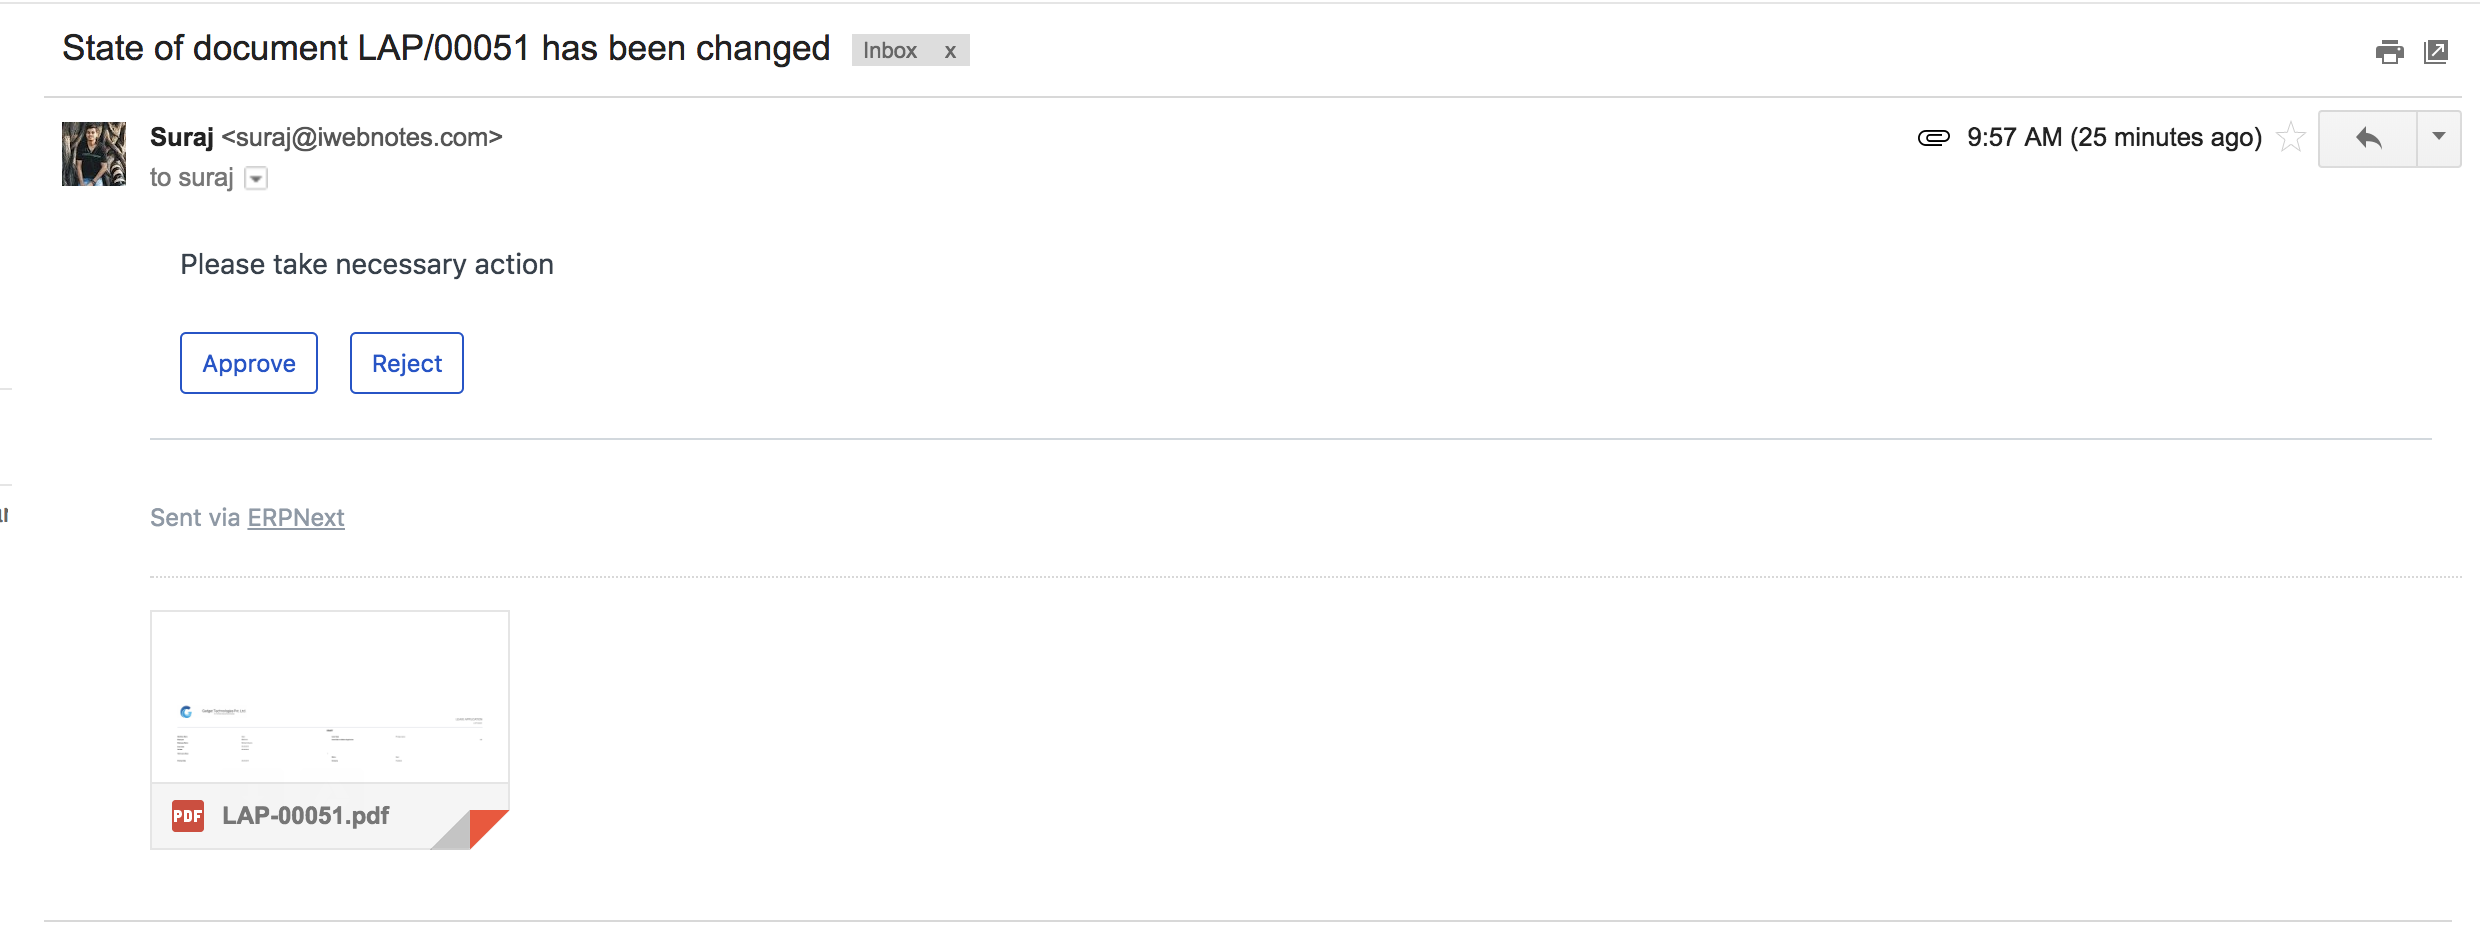 State of document LAP/00051 has been changed Inbox x
Suraj <suraj@iwebnotes.com> 9:57 AM (25 minutes ago)
to suraj
Please take necessary action
Approve Reject
Sent via ERPNext
PDF LAP-00051.pdf